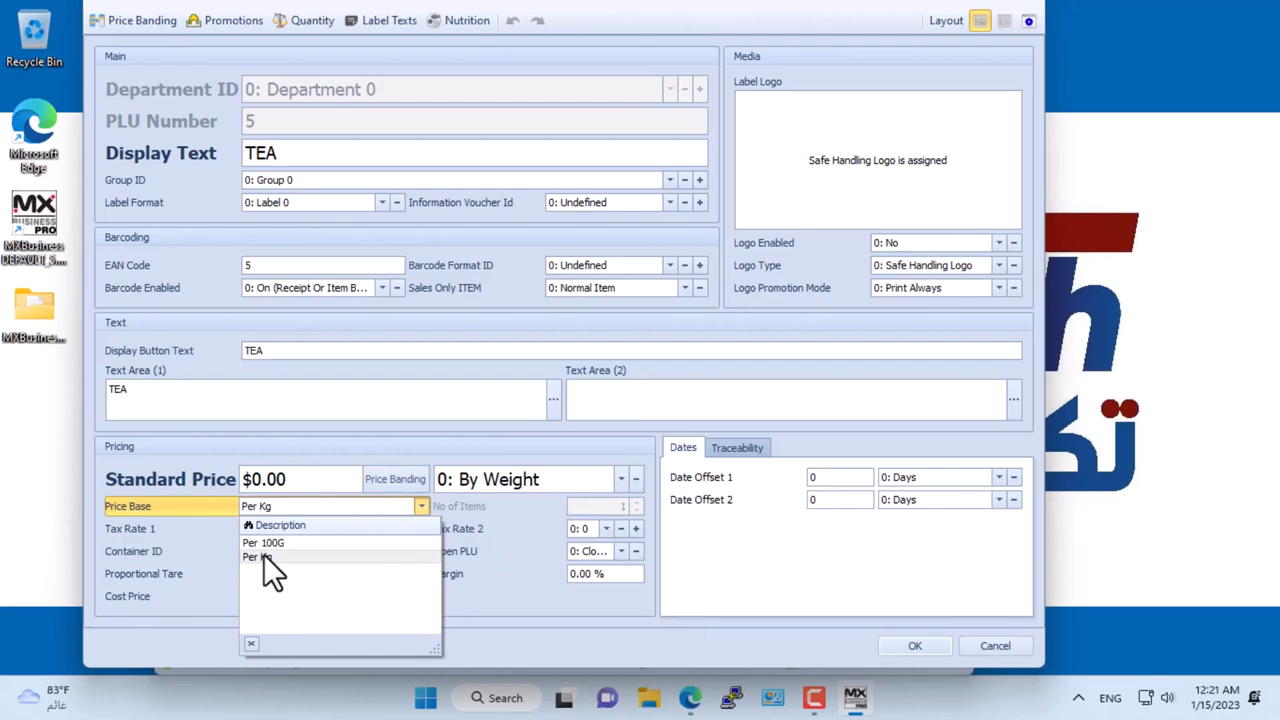 Price Banding Promotions Quantity Label Texts Nutrition Layout
Recycle Bin
Microsoft
Edge
MX
BUSINESS
PRO
MXBusiness
DEFAULT_5....
MXBusines...
Main
Department ID 0: Department 0
PLU Number 5
Display Text TEA
Group ID 0: Group 0
Label Format 0: Label 0 Information Voucher Id 0: Undefined
Media
Label Logo
Safe Handling Logo is assigned
Logo Enabled 0: No
Logo Type 0: Safe Handling Logo
Logo Promotion Mode 0: Print Always
Barcoding
EAN Code 5 Barcode Format ID 0: Undefined
Barcode Enabled 0: On (Receipt Or Item B... Sales Only ITEM 0: Normal Item
Text
Display Button Text TEA
Text Area (1) Text Area (2)
TEA
Pricing
Standard Price $0.00 Price Banding 0: By Weight
Price Base Per Kg No of Items 1
Description
Per 100G
Tax Rate 1 0: 0
Container ID 0: Clo...
Proportional Tare 0.00 %
Cost Price
Dates Traceability
Date Offset 1 0 0: Days
Date Offset 2 0 0: Days
OK Cancel
h
83°F
غائم
Search
MX
BUSINESS
PRO
ENG
12:21 AM
1/15/2023